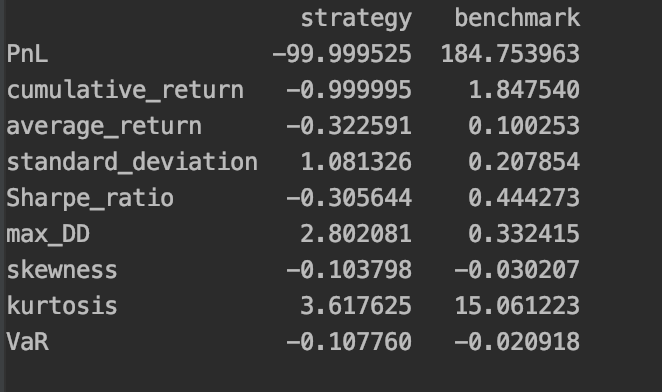 strategy benchmark
PnL -99.999525 184.753963
cumulative_return -0.999995 1.847540
average_return -0.322591 0.100253
standard_deviation 1.081326 0.207854
Sharpe_ratio -0.305644 0.444273
max_DD 2.802081 0.332415
skewness -0.103798 -0.030207
kurtosis 3.617625 15.061223
VaR -0.107760 -0.020918